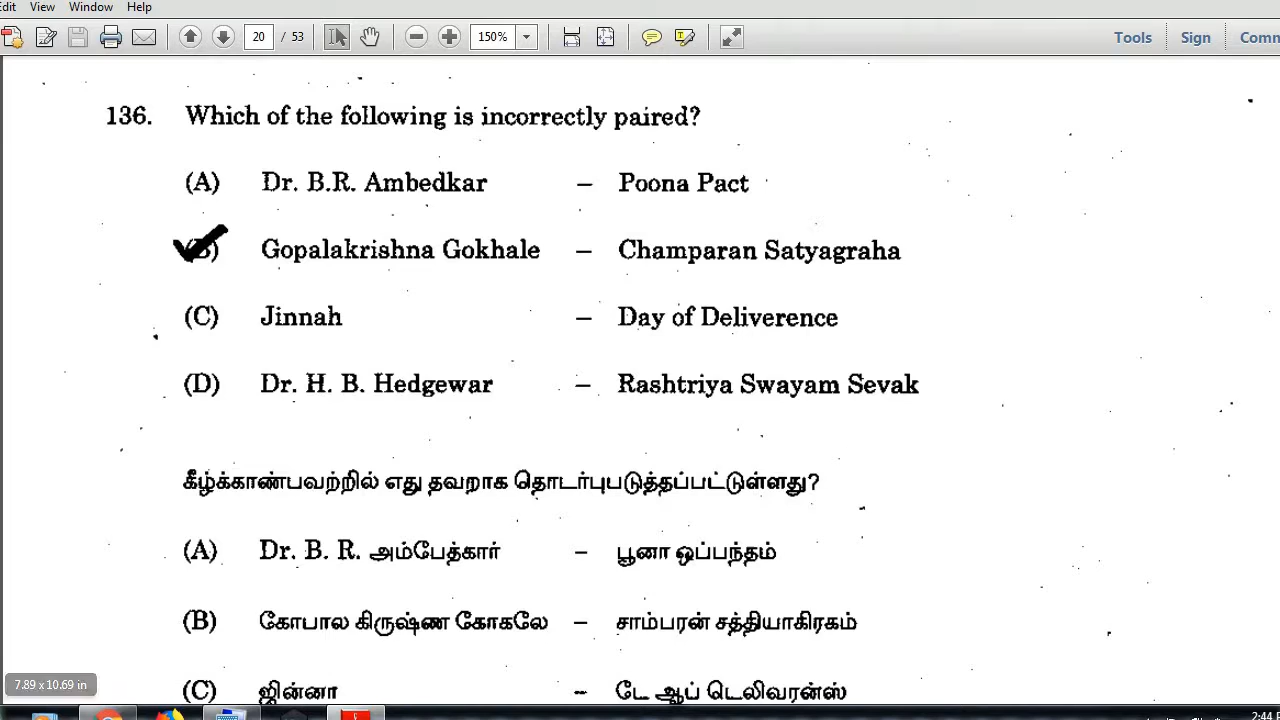 Edit View Window Help
20 / 53 150% Tools Sign Comm
136. Which of the following is incorrectly paired?
(A) Dr. B.R. Ambedkar – Poona Pact
(B) Gopalakrishna Gokhale – Champaran Satyagraha
(C) Jinnah – Day of Deliverence
(D) Dr. H. B. Hedgewar – Rashtriya Swayam Sevak
கீழ்க்காண்பவற்றில் எது தவறாக தொடர்புபடுத்தப்பட்டுள்ளது?
(A) Dr. B. R. அம்பேத்கார் – பூனா ஒப்பந்தம்
(B) கோபால கிருஷ்ண கோகலே – சாம்பரன் சத்தியாகிரகம்
(C) ஜின்னா – டே ஆப் டெலிவரன்ஸ்
7.89 x 10.69 in
2:44